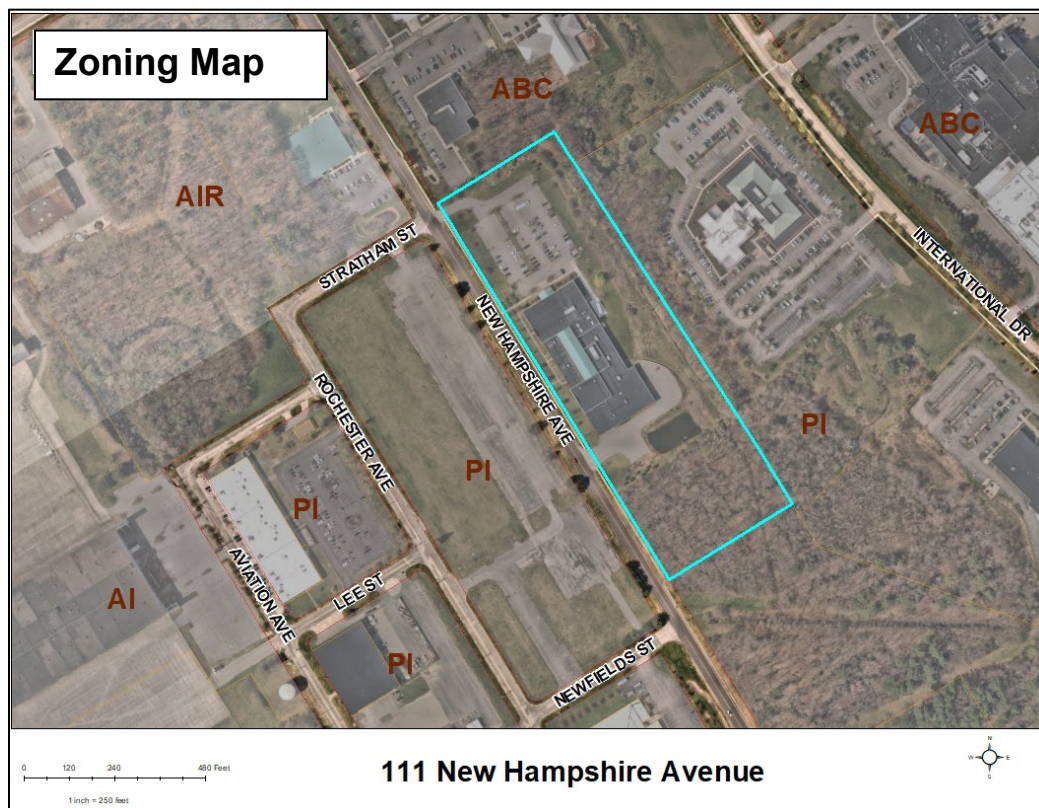 Zoning Map
ABC
ABC
AIR
STRATHAM ST
INTERNATIONAL DR
NEW HAMPSHIRE AVE
ROCHESTER AVE
PI
PI
PI
AVIATION AVE
LEE ST
AI
PI
NEWFIELDS ST
0 120 240 480 Feet
1 inch = 250 feet
111 New Hampshire Avenue
N
W E
S